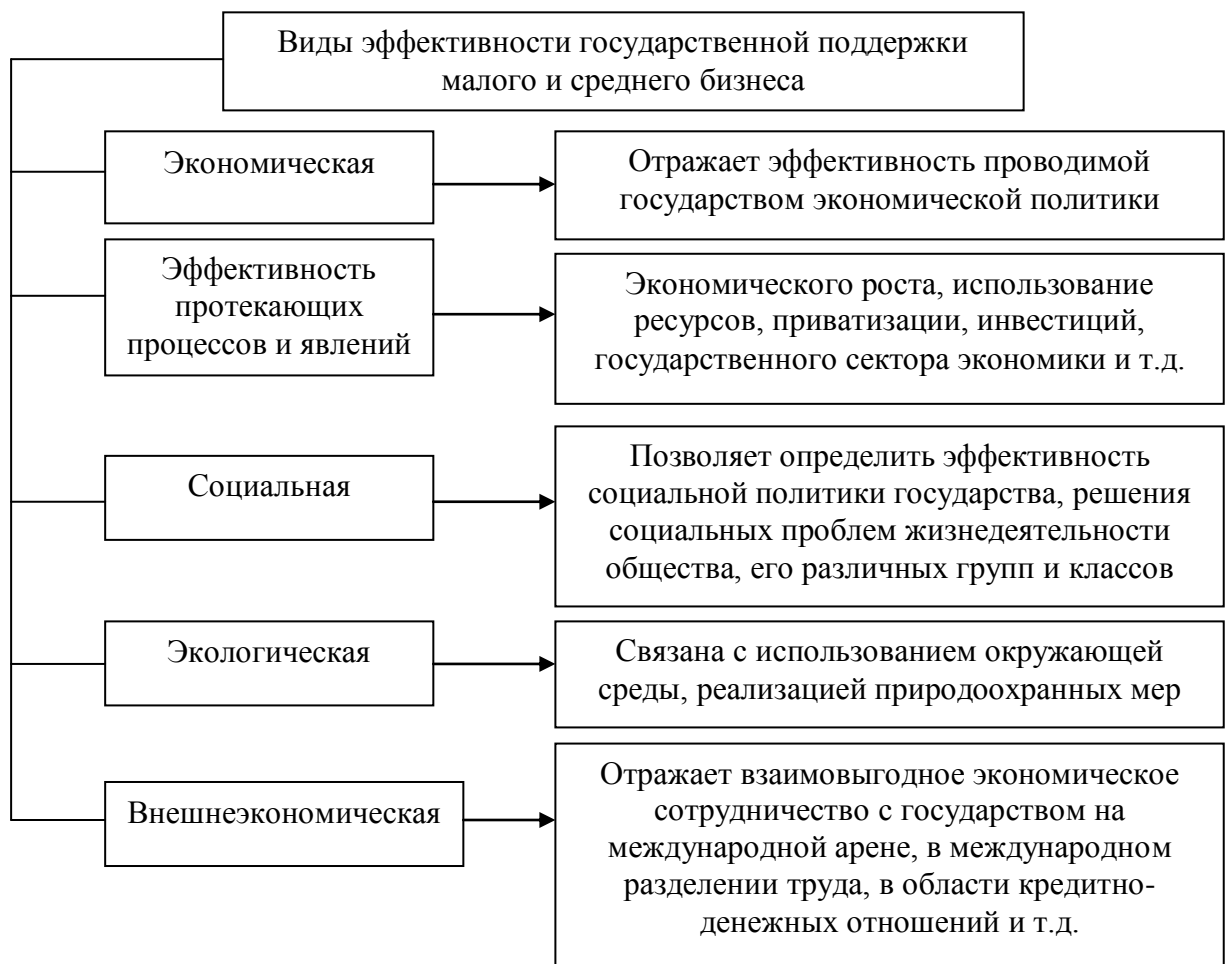 Виды эффективности государственной поддержки
малого и среднего бизнеса
Экономическая
Отражает эффективность проводимой
государством экономической политики
Эффективность
протекающих
процессов и явлений
Экономического роста, использование
ресурсов, приватизации, инвестиций,
государственного сектора экономики и т.д.
Социальная
Позволяет определить эффективность
социальной политики государства, решения
социальных проблем жизнедеятельности
общества, его различных групп и классов
Экологическая
Связана с использованием окружающей
среды, реализацией природоохранных мер
Внешнеэкономическая
Отражает взаимовыгодное экономическое
сотрудничество с государством на
международной арене, в международном
разделении труда, в области кредитно-
денежных отношений и т.д.